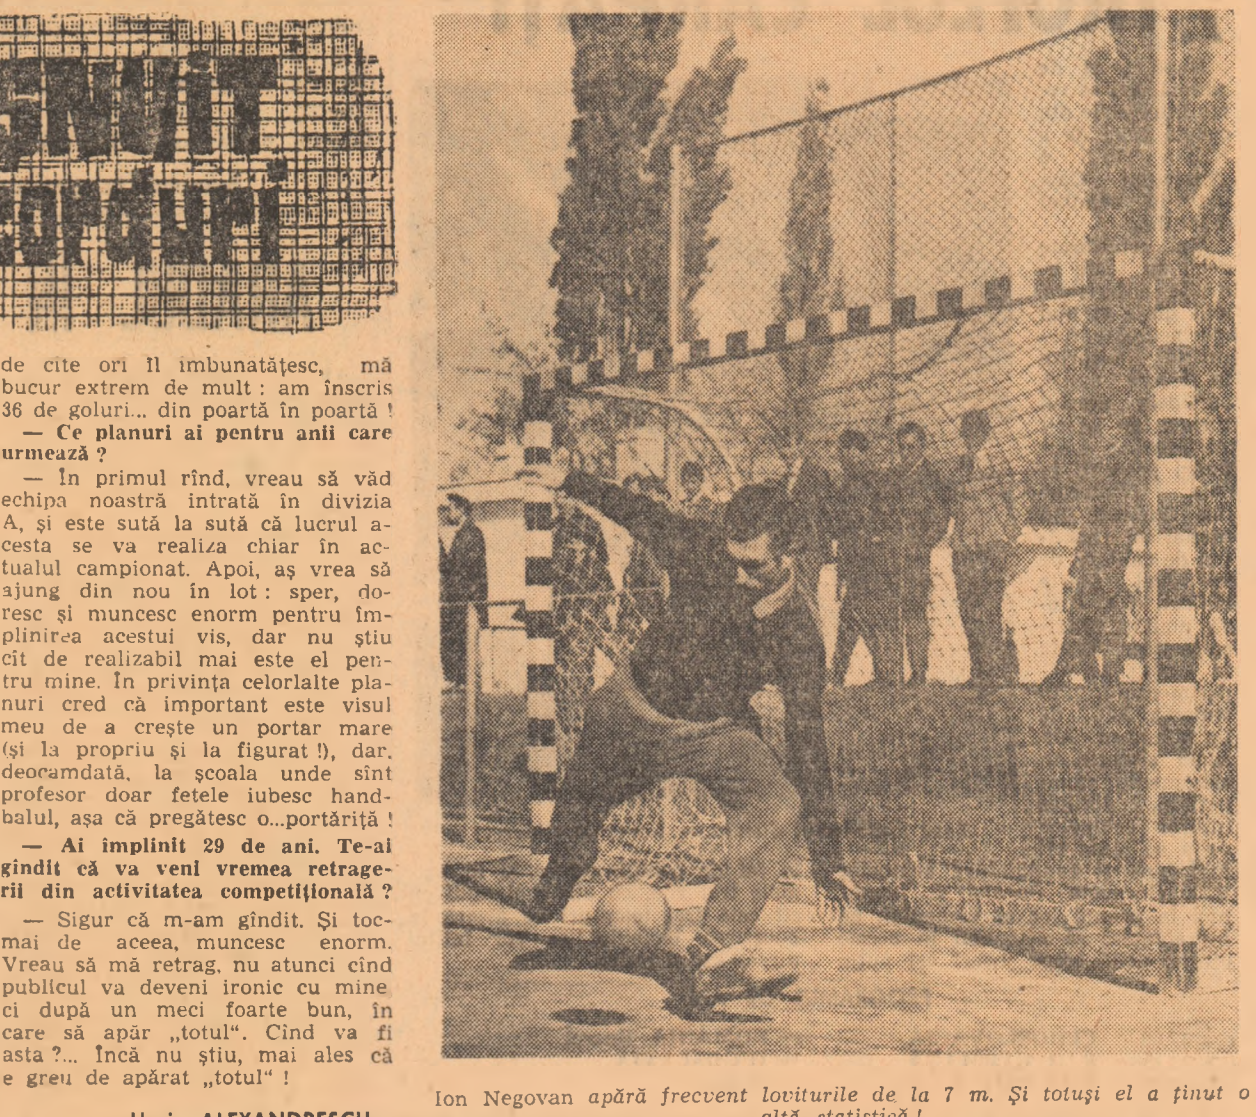 de cite ori îl imbunatățesc, mă
bucur extrem de mult : am înscris
36 de goluri... din poartă în poartă !
— Ce planuri ai pentru anii care
urmează ?
— În primul rînd, vreau să văd
echipa noastră intrată în divizia
A, și este sută la sută că lucrul a-
cesta se va realiza chiar în ac-
tualul campionat. Apoi, aș vrea să
ajung din nou în lot : sper, do-
resc și muncesc enorm pentru îm-
plinirea acestui vis, dar nu știu
cît de realizabil mai este el pen-
tru mine. În privința celorlalte pla-
nuri cred că important este visul
meu de a crește un portar mare
(și la propriu și la figurat !), dar,
deocamdată, la școala unde sînt
profesor doar fetele iubesc hand-
balul, așa că pregătesc o...portăriță !
— Ai împlinit 29 de ani. Te-ai
gîndit că va veni vremea retrage-
rii din activitatea competițională ?
— Sigur că m-am gîndit. Și toc-
mai de aceea, muncesc enorm.
Vreau să mă retrag, nu atunci cînd
publicul va deveni ironic cu mine
ci după un meci foarte bun, în
care să apăr „totul“. Cînd va fi
asta ?... Încă nu știu, mai ales că
e greu de apărat „totul“ !
ALEXANDRESCU
Ion Negovan apără frecvent loviturile de la 7 m. Și totuși el a ținut o
altă statistică !